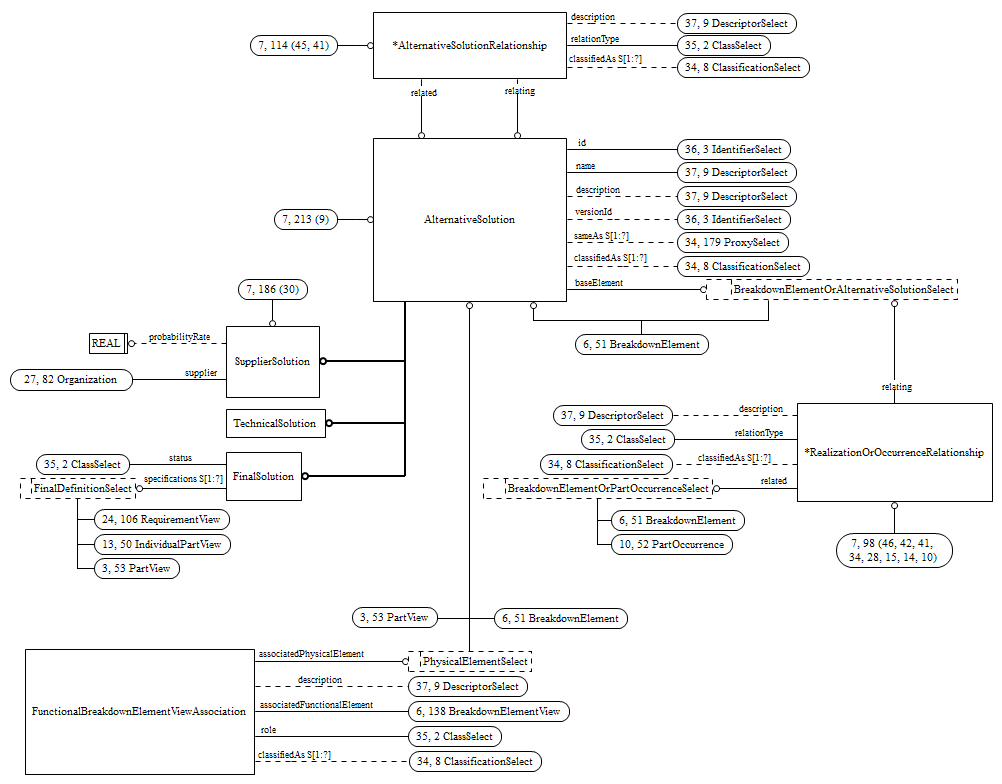 description
37, 9 DescriptorSelect
7, 114 (45, 41)
*AlternativeSolutionRelationship
relationType
35, 2 ClassSelect
classifiedAs S[1:?]
34, 8 ClassificationSelect
related
relating
id
36, 3 IdentifierSelect
name
37, 9 DescriptorSelect
description
37, 9 DescriptorSelect
7, 213 (9)
AlternativeSolution
versionId
36, 3 IdentifierSelect
sameAs S[1:?]
34, 179 ProxySelect
classifiedAs S[1:?]
34, 8 ClassificationSelect
baseElement
BreakdownElementOrAlternativeSolutionSelect
7, 186 (30)
6, 51 BreakdownElement
REAL
probabilityRate
SupplierSolution
27, 82 Organization
supplier
relating
TechnicalSolution
37, 9 DescriptorSelect
description
35, 2 ClassSelect
relationType
*RealizationOrOccurrenceRelationship
34, 8 ClassificationSelect
classifiedAs S[1:?]
BreakdownElementOrPartOccurrenceSelect
related
35, 2 ClassSelect
status
FinalSolution
FinalDefinitionSelect
specifications S[1:?]
24, 106 RequirementView
13, 50 IndividualPartView
3, 53 PartView
6, 51 BreakdownElement
10, 52 PartOccurrence
7, 98 (46, 42, 41,
34, 28, 15, 14, 10)
3, 53 PartView
6, 51 BreakdownElement
associatedPhysicalElement
PhysicalElementSelect
description
37, 9 DescriptorSelect
FunctionalBreakdownElementViewAssociation
associatedFunctionalElement
6, 138 BreakdownElementView
role
35, 2 ClassSelect
classifiedAs S[1:?]
34, 8 ClassificationSelect